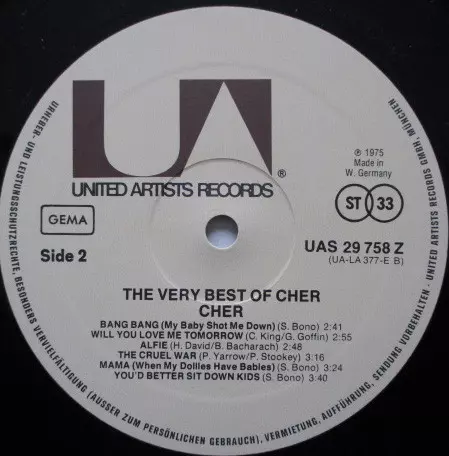 UA
®
UNITED ARTISTS RECORDS
℗ 1975
Made in
W. Germany
GEMA
ST 33
Side 2
UAS 29 758 Z
(UA-LA 377-E B)
THE VERY BEST OF CHER
CHER
BANG BANG (My Baby Shot Me Down) (S. Bono) 2:41
WILL YOU LOVE ME TOMORROW (C. King/G. Goffin) 2:55
ALFIE (H. David/B. Bacharach) 2:48
THE CRUEL WAR (P. Yarrow/P. Stookey) 3:16
MAMA (When My Dollies Have Babies) (S. Bono) 3:24
YOU'D BETTER SIT DOWN KIDS (S. Bono) 3:40
URHEBER- UND LEISTUNGSSCHUTZRECHTE, BESONDERS VERVIELFÄLTIGUNG (AUSSER ZUM PERSÖNLICHEN GEBRAUCH), VERMIETUNG, AUFFÜHRUNG, SENDUNG VORBEHALTEN - UNITED ARTISTS RECORDS GMBH, MÜNCHEN